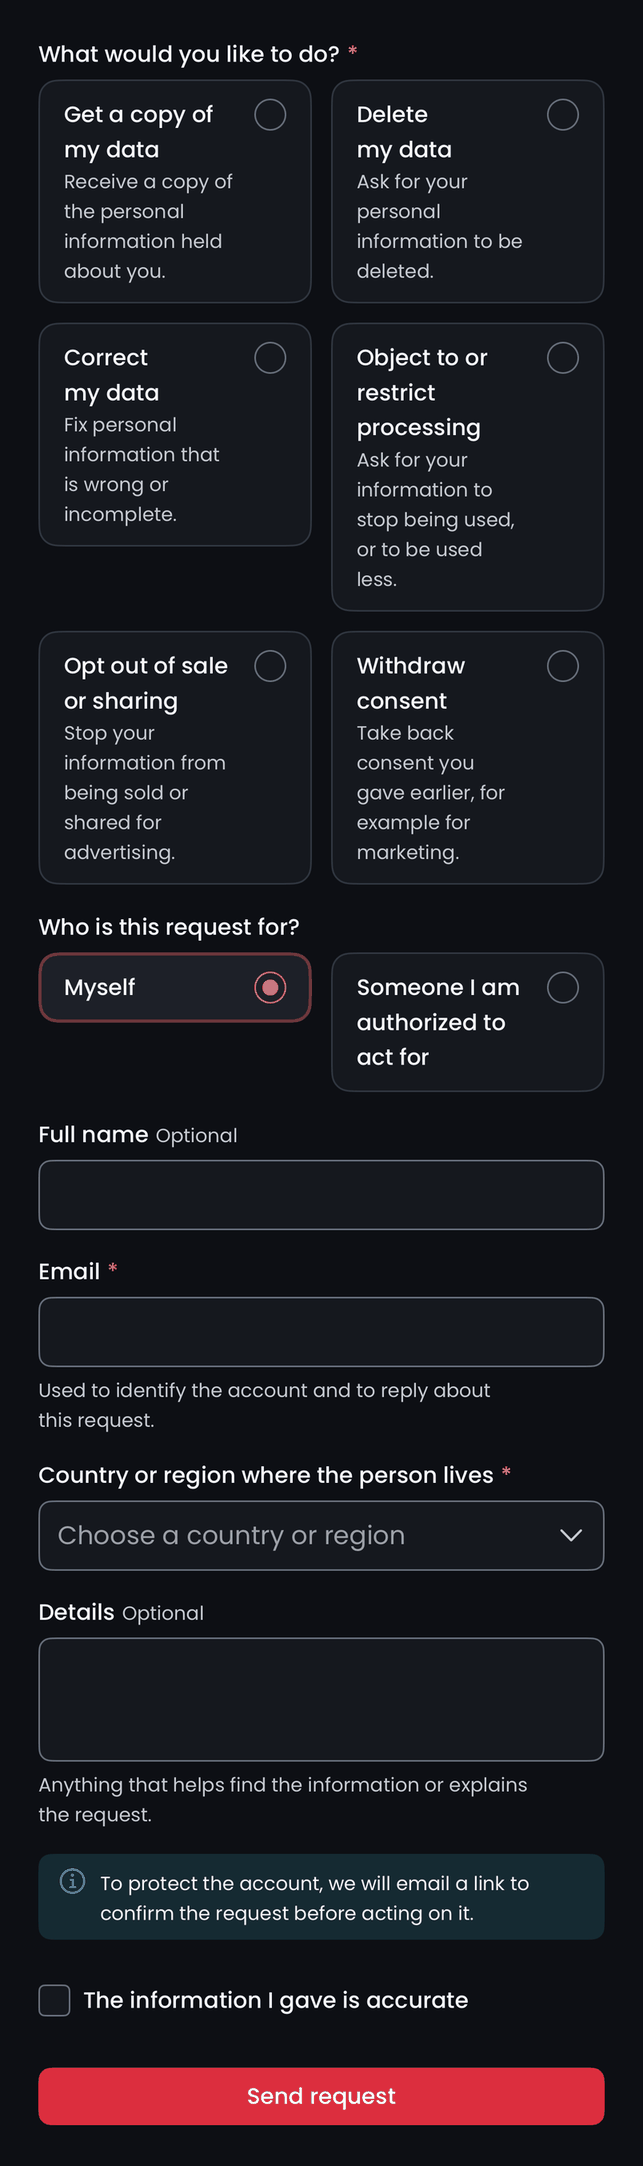 What would you like to do? *
Get a copy of
my data
Receive a copy of
the personal
information held
about you.
Delete
my data
Ask for your
personal
information to be
deleted.
Correct
my data
Fix personal
information that
is wrong or
incomplete.
Object to or
restrict
processing
Ask for your
information to
stop being used,
or to be used
less.
Opt out of sale
or sharing
Stop your
information from
being sold or
shared for
advertising.
Withdraw
consent
Take back
consent you
gave earlier, for
example for
marketing.
Who is this request for?
Myself
Someone I am
authorized to
act for
Full name Optional
Email *
Used to identify the account and to reply about
this request.
Country or region where the person lives *
Choose a country or region
Details Optional
Anything that helps find the information or explains
the request.
To protect the account, we will email a link to
confirm the request before acting on it.
The information I gave is accurate
Send request